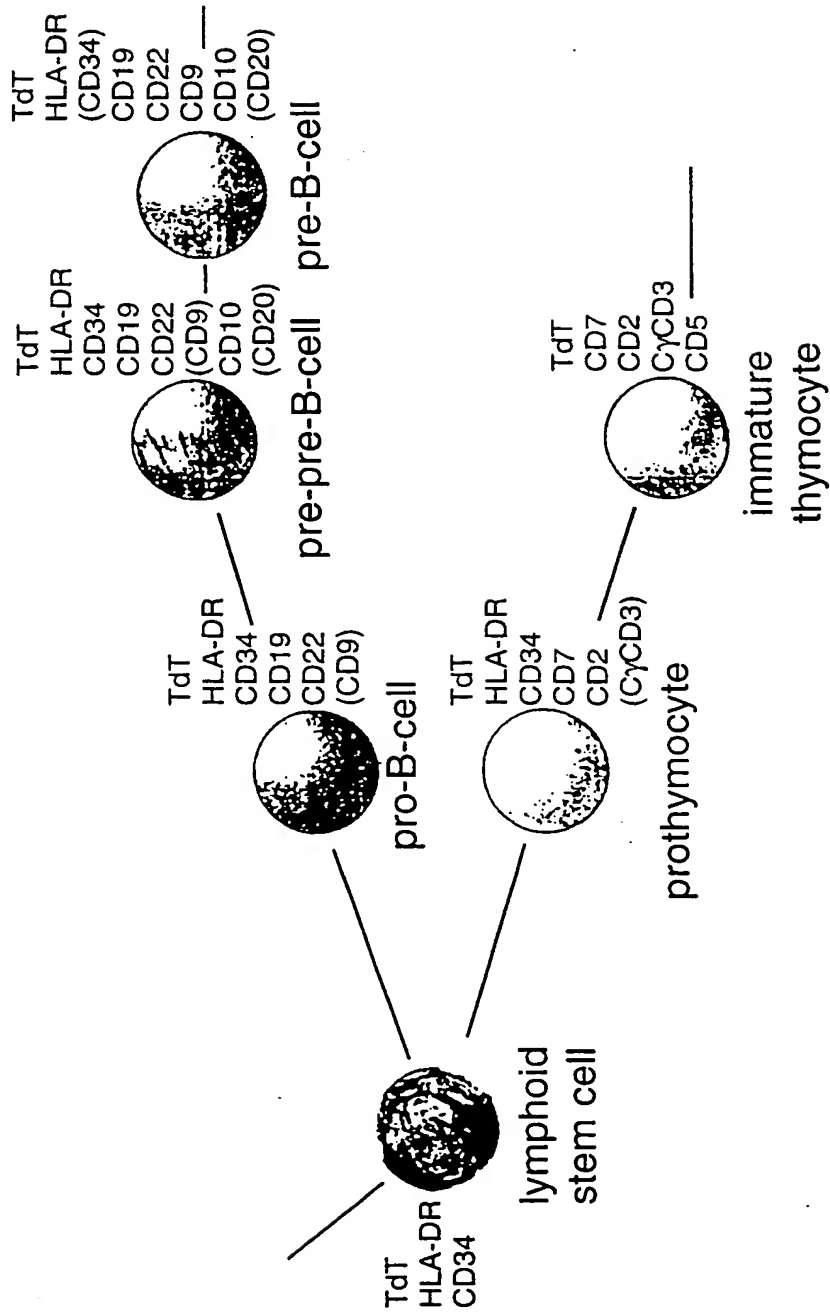 TdT
HLA-DR
CD34
lymphoid
stem cell
TdT
HLA-DR
CD34
CD19
CD22
(CD9)
pro-B-cell
TdT
HLA-DR
CD34
CD19
CD22
(CD9)
CD10
(CD20)
pre-pre-B-cell
TdT
HLA-DR
(CD34)
CD19
CD22
CD9
CD10
(CD20)
pre-B-cell
TdT
HLA-DR
CD34
CD7
CD2
(CγCD3)
prothymocyte
TdT
CD7
CD2
CγCD3
CD5
immature
thymocyte